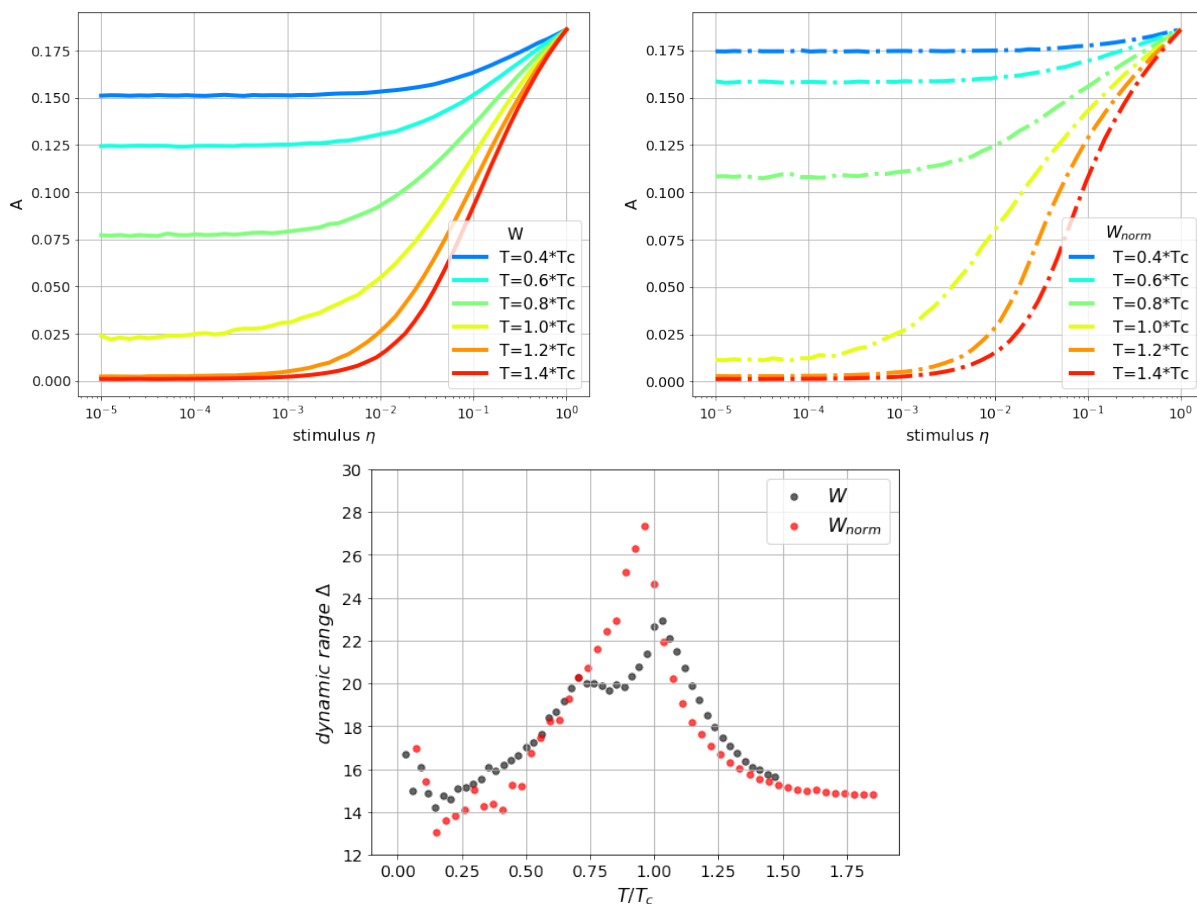 A
0.175
0.150
0.125
0.100
0.075
0.050
0.025
0.000
10⁻⁵
10⁻⁴
10⁻³
10⁻²
10⁻¹
10⁰
stimulus η
W
T=0.4*Tc
T=0.6*Tc
T=0.8*Tc
T=1.0*Tc
T=1.2*Tc
T=1.4*Tc
A
0.175
0.150
0.125
0.100
0.075
0.050
0.025
0.000
10⁻⁵
10⁻⁴
10⁻³
10⁻²
10⁻¹
10⁰
stimulus η
W_norm
T=0.4*Tc
T=0.6*Tc
T=0.8*Tc
T=1.0*Tc
T=1.2*Tc
T=1.4*Tc
dynamic range Δ
30
28
26
24
22
20
18
16
14
12
0.00
0.25
0.50
0.75
1.00
1.25
1.50
1.75
T/T_c
W
W_norm